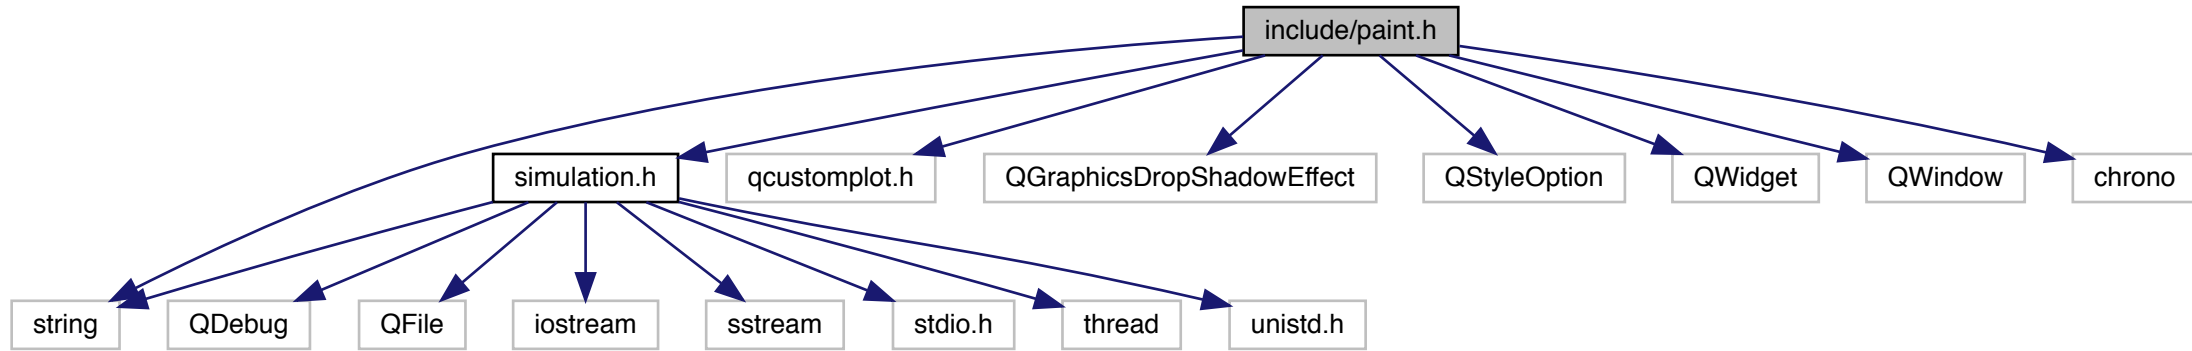 include/paint.h
simulation.h
qcustomplot.h
QGraphicsDropShadowEffect
QStyleOption
QWidget
QWindow
chrono
string
QDebug
QFile
iostream
sstream
stdio.h
thread
unistd.h